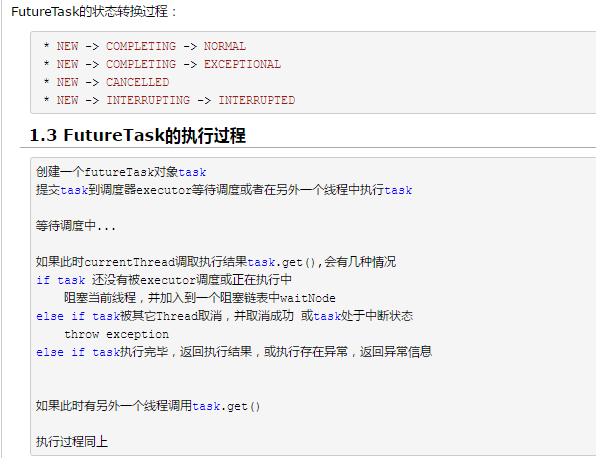 FutureTask的状态转换过程：
* NEW -> COMPLETING -> NORMAL
* NEW -> COMPLETING -> EXCEPTIONAL
* NEW -> CANCELLED
* NEW -> INTERRUPTING -> INTERRUPTED
1.3 FutureTask的执行过程
创建一个futureTask对象task
提交task到调度器executor等待调度或者在另外一个线程中执行task
等待调度中...
如果此时currentThread调取执行结果task.get(),会有几种情况
if task 还没有被executor调度或正在执行中
阻塞当前线程，并加入到一个阻塞链表中waitNode
else if task被其它Thread取消，并取消成功 或task处于中断状态
throw exception
else if task执行完毕，返回执行结果，或执行存在异常，返回异常信息
如果此时有另外一个线程调用task.get()
执行过程同上